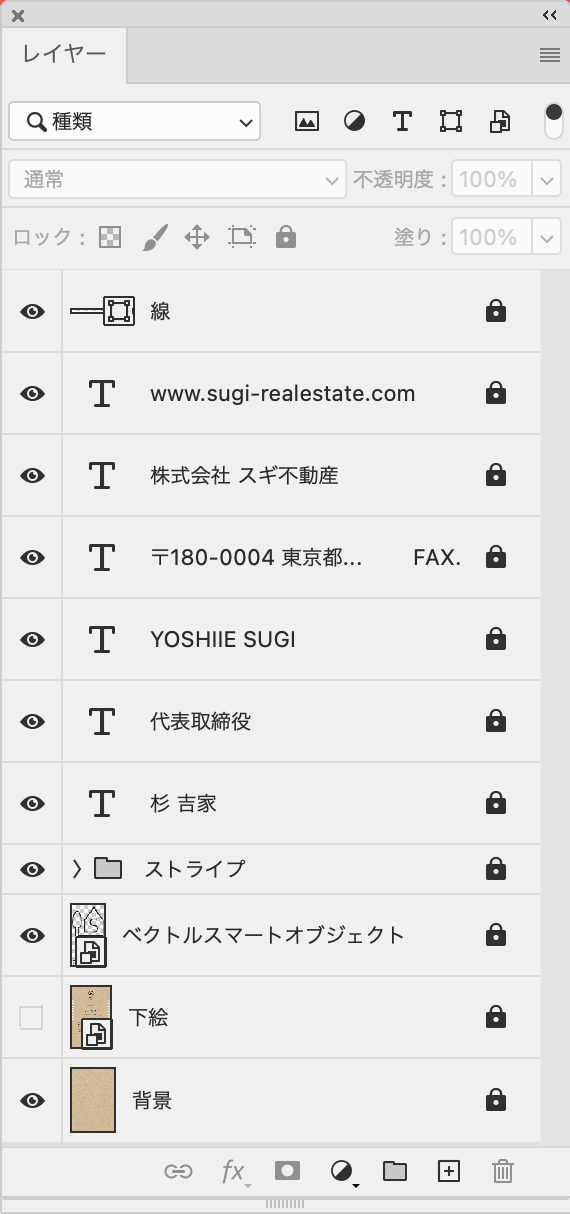 レイヤー
種類
通常
不透明度 : 100%
ロック :
塗り : 100%
線
www.sugi-realestate.com
株式会社 スギ不動産
〒180-0004 東京都... FAX.
YOSHIIE SUGI
代表取締役
杉 吉家
ストライプ
ベクトルスマートオブジェクト
下絵
背景
fx